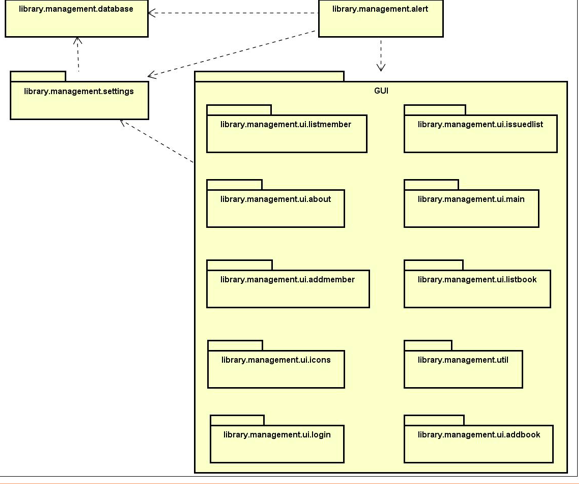 library.management.database
library.management.alert
library.management.settings
GUI
library.management.ui.listmember
library.management.ui.issuedlist
library.management.ui.about
library.management.ui.main
library.management.ui.addmember
library.management.ui.listbook
library.management.ui.icons
library.management.util
library.management.ui.login
library.management.ui.addbook